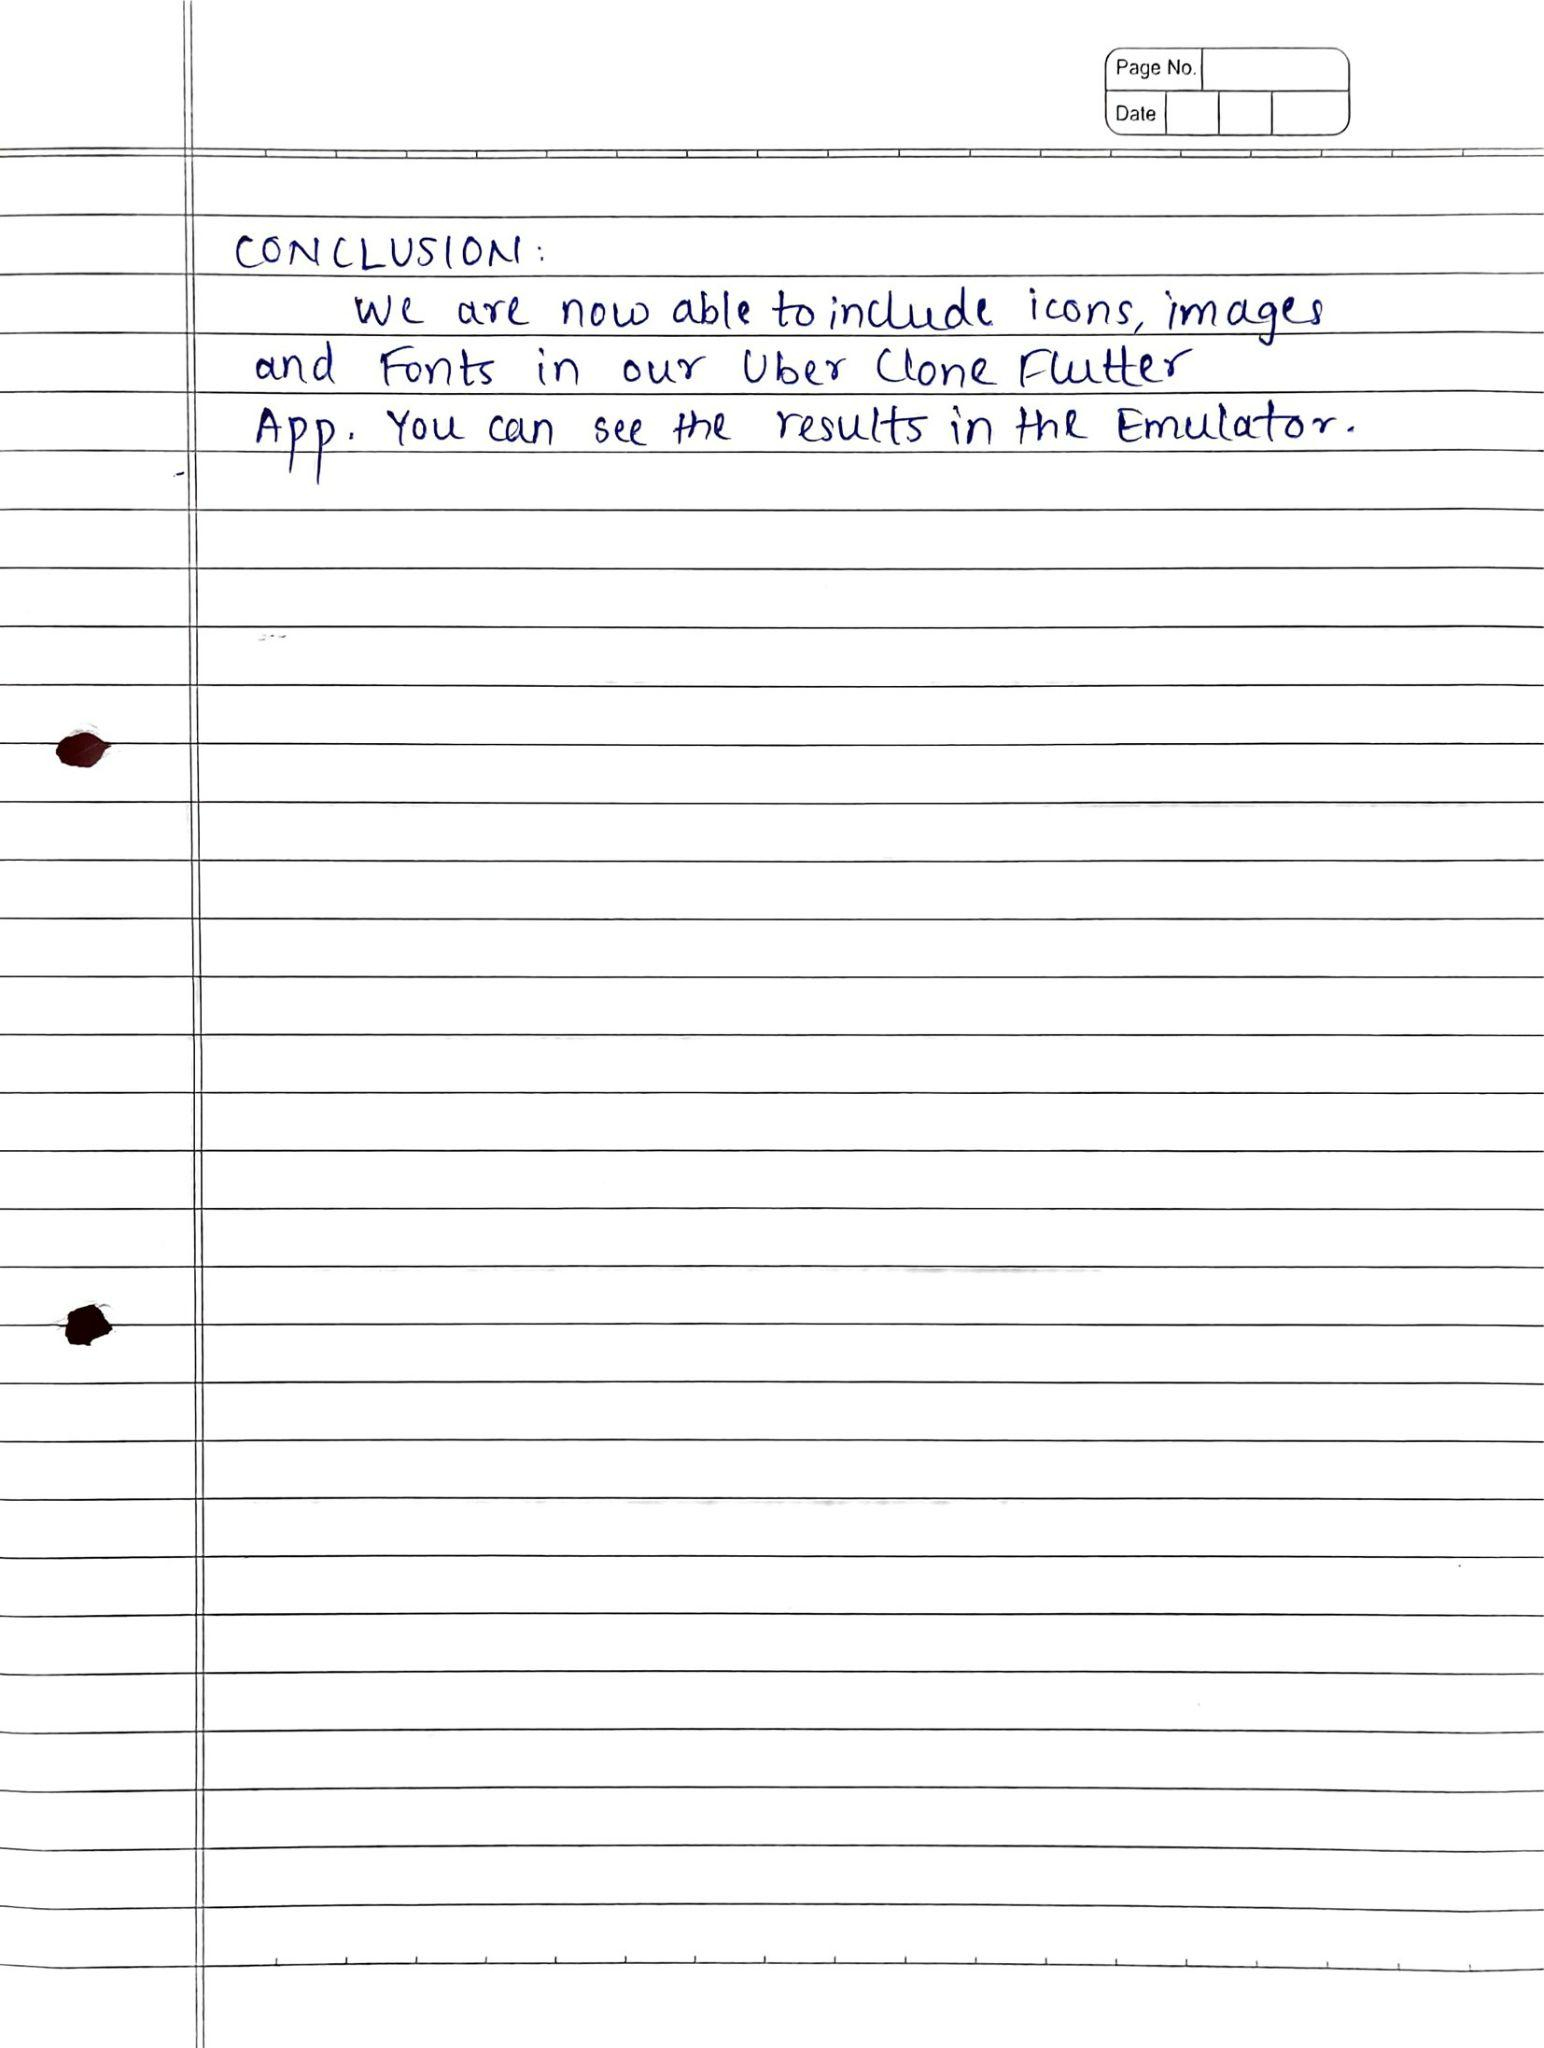 Page No.
Date
CONCLUSION:
We are now able to include icons, images
and Fonts in our Uber Clone Flutter
App. You can see the results in the Emulator.